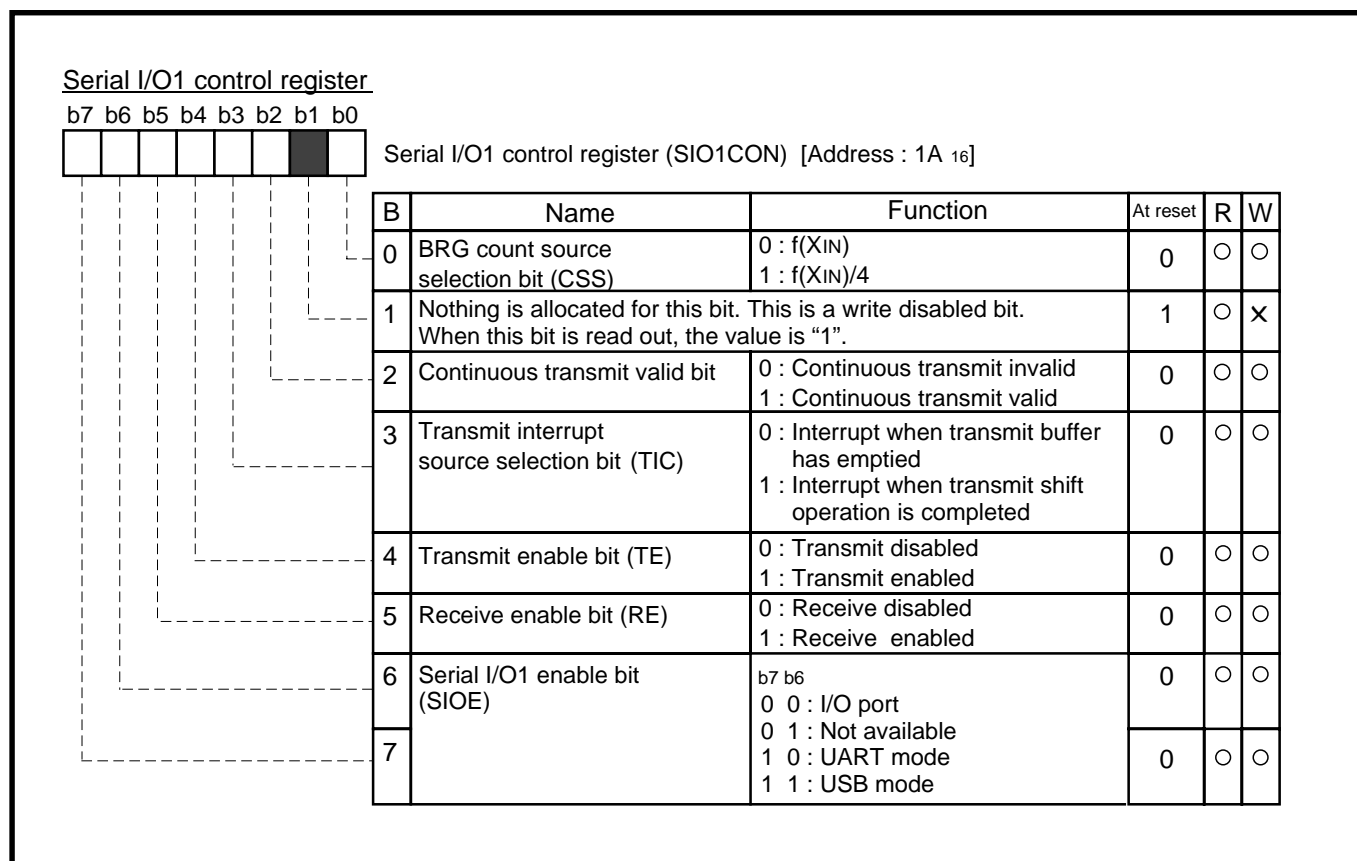 Serial I/O1 control register
b7 b6 b5 b4 b3 b2 b1 b0
Serial I/O1 control register (SIO1CON) [Address : 1A 16]
B Name Function At reset R W
0 BRG count source selection bit (CSS) 0 : f(XIN) 1 : f(XIN)/4 0 ○ ○
1 Nothing is allocated for this bit. This is a write disabled bit. When this bit is read out, the value is “1”. 1 ○ ×
2 Continuous transmit valid bit 0 : Continuous transmit invalid 1 : Continuous transmit valid 0 ○ ○
3 Transmit interrupt source selection bit (TIC) 0 : Interrupt when transmit buffer has emptied 1 : Interrupt when transmit shift operation is completed 0 ○ ○
4 Transmit enable bit (TE) 0 : Transmit disabled 1 : Transmit enabled 0 ○ ○
5 Receive enable bit (RE) 0 : Receive disabled 1 : Receive enabled 0 ○ ○
6 Serial I/O1 enable bit (SIOE) b7 b6 0 ○ ○
0 0 : I/O port
0 1 : Not available
7 1 0 : UART mode 0 ○ ○
1 1 : USB mode